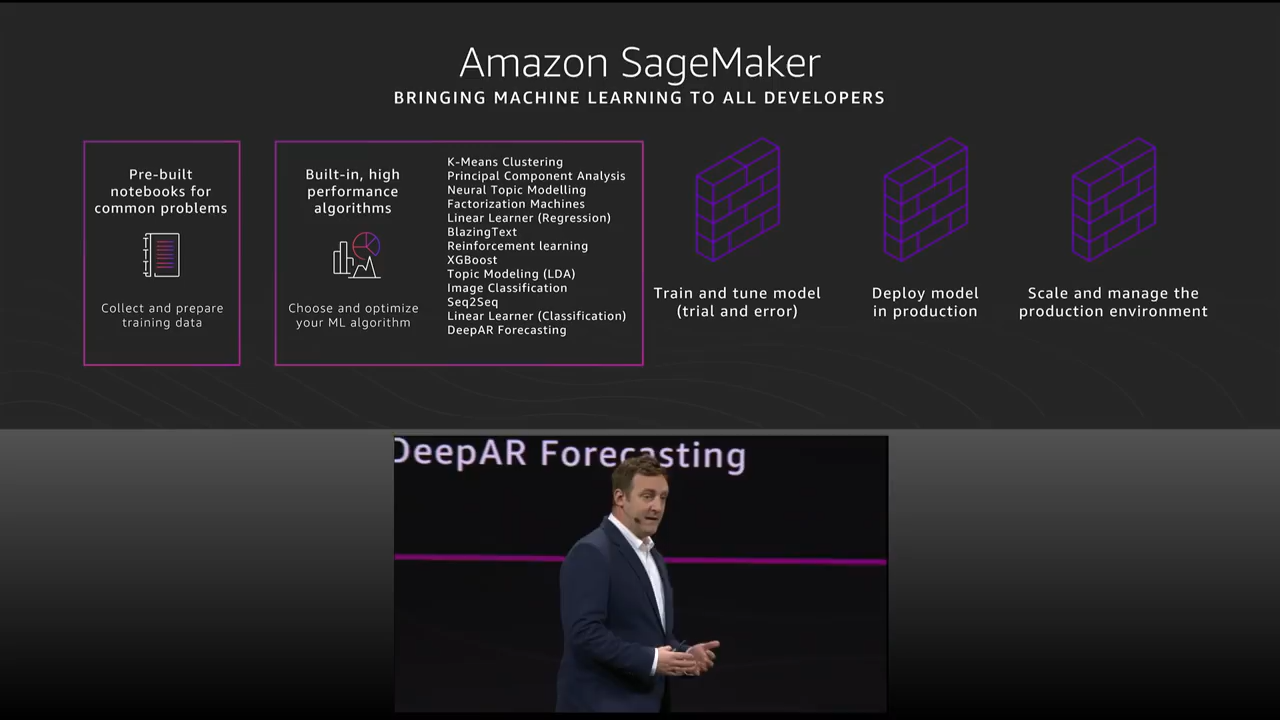 Amazon SageMaker
BRINGING MACHINE LEARNING TO ALL DEVELOPERS
Pre-built
notebooks for
common problems
Collect and prepare
training data
Built-in, high
performance
algorithms
Choose and optimize
your ML algorithm
K-Means Clustering
Principal Component Analysis
Neural Topic Modelling
Factorization Machines
Linear Learner (Regression)
BlazingText
Reinforcement learning
XGBoost
Topic Modeling (LDA)
Image Classification
Seq2Seq
Linear Learner (Classification)
DeepAR Forecasting
Train and tune model
(trial and error)
Deploy model
in production
Scale and manage the
production environment
DeepAR Forecasting